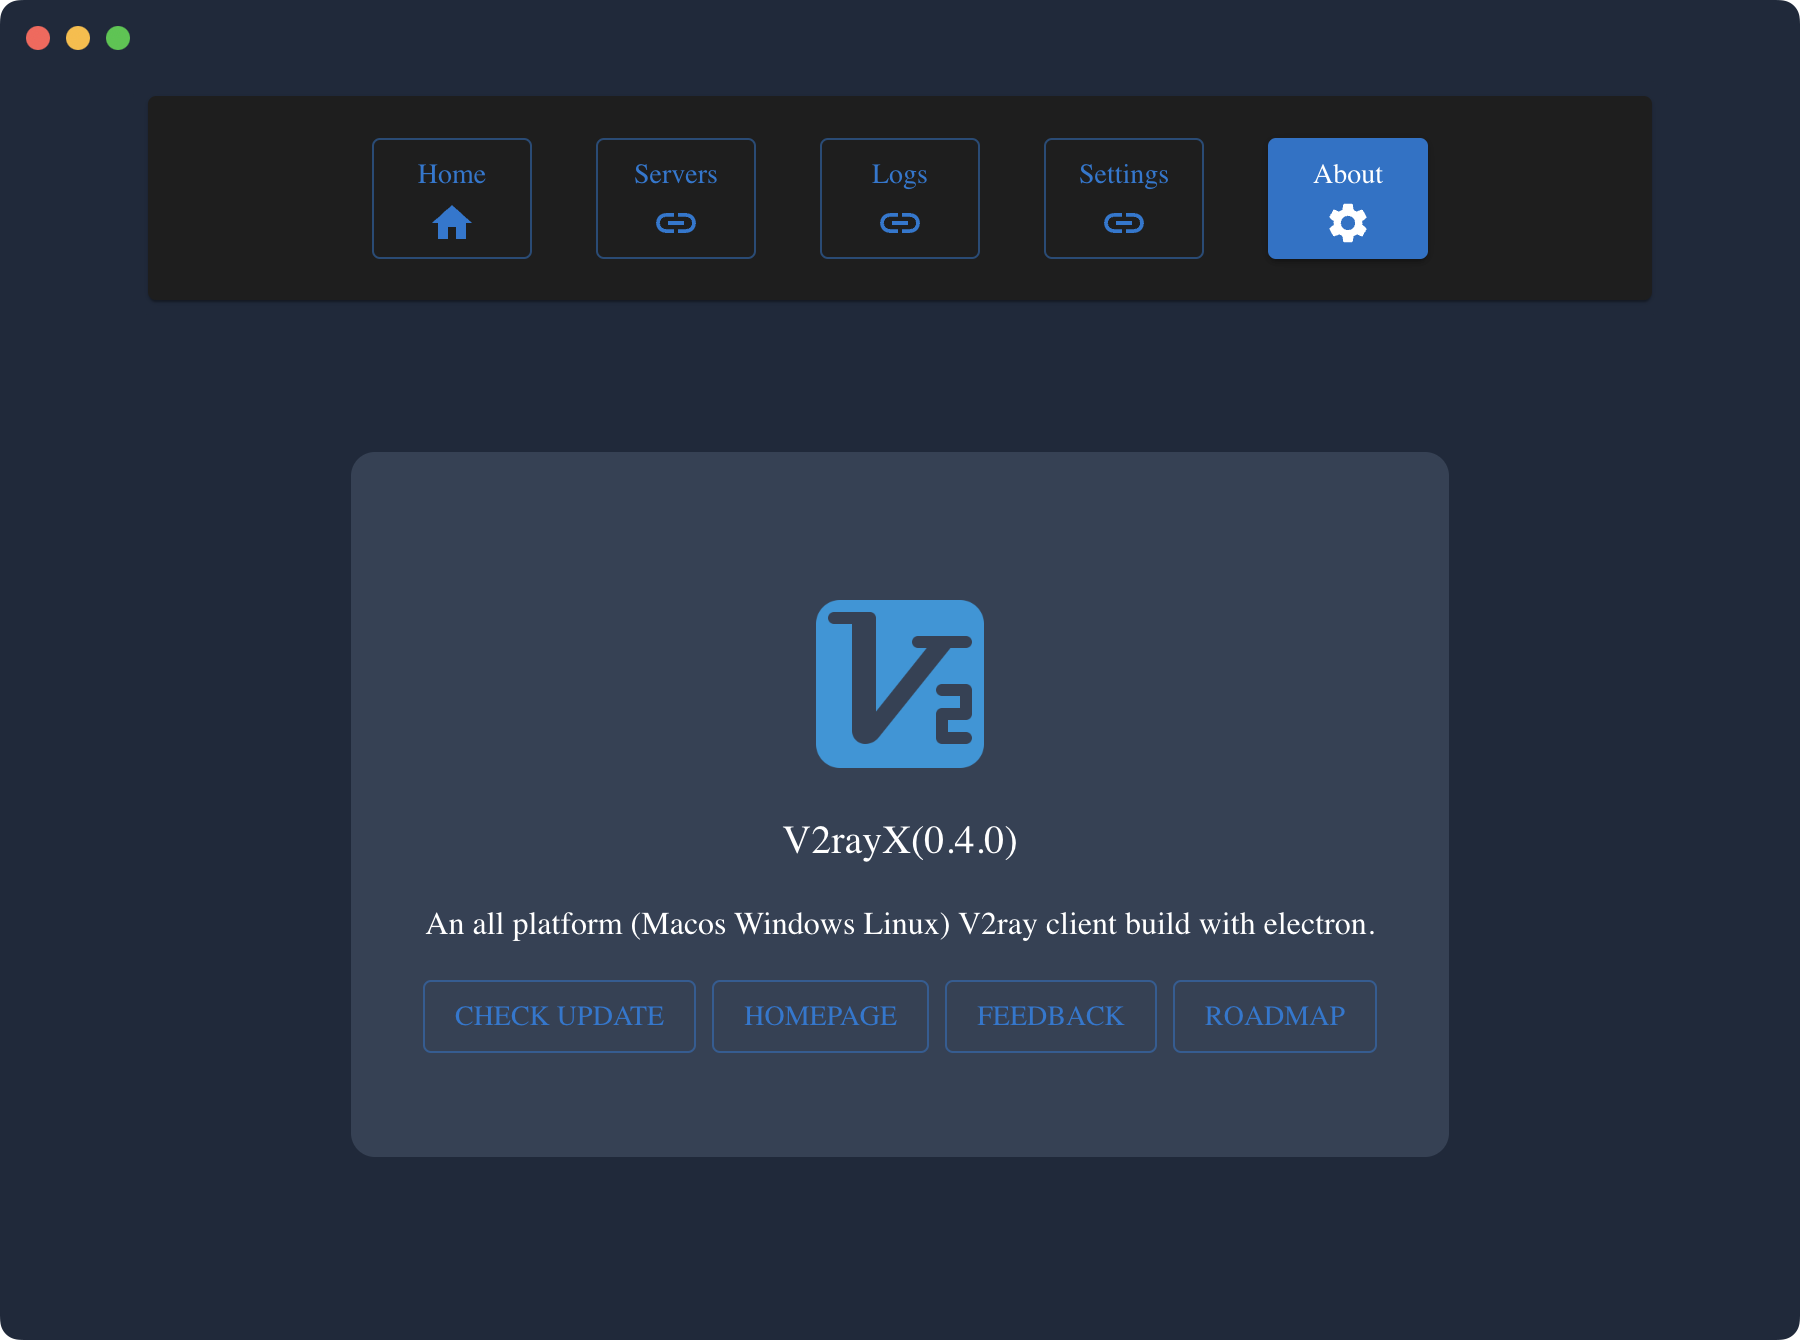 Home Servers Logs Settings About
V2
V2rayX(0.4.0)
An all platform (Macos Windows Linux) V2ray client build with electron.
CHECK UPDATE HOMEPAGE FEEDBACK ROADMAP